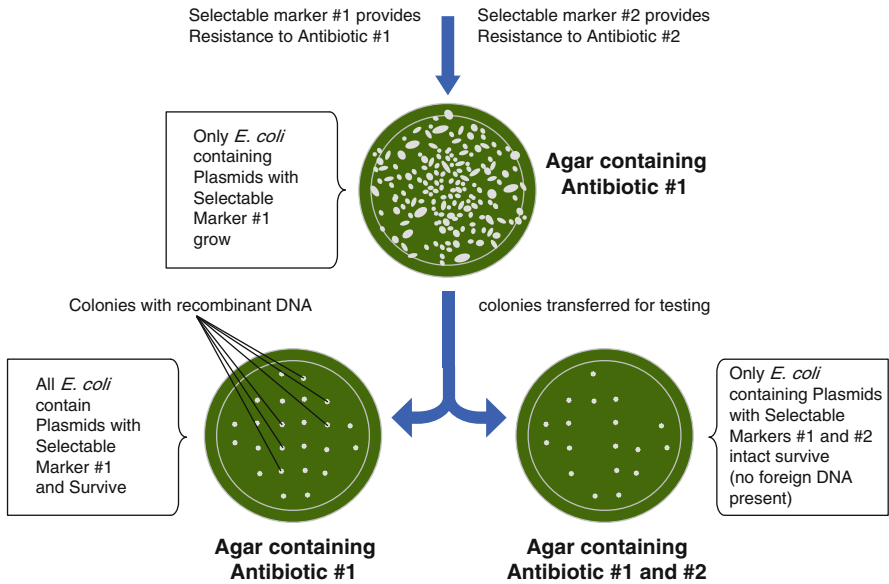 Selectable marker #1 provides
Resistance to Antibiotic #1
Selectable marker #2 provides
Resistance to Antibiotic #2
Only E. coli
containing
Plasmids with
Selectable
Marker #1
grow
Agar containing
Antibiotic #1
Colonies with recombinant DNA
colonies transferred for testing
All E. coli
contain
Plasmids with
Selectable
Marker #1
and Survive
Only E. coli
containing Plasmids
with Selectable
Markers #1 and #2
intact survive
(no foreign DNA
present)
Agar containing
Antibiotic #1
Agar containing
Antibiotic #1 and #2